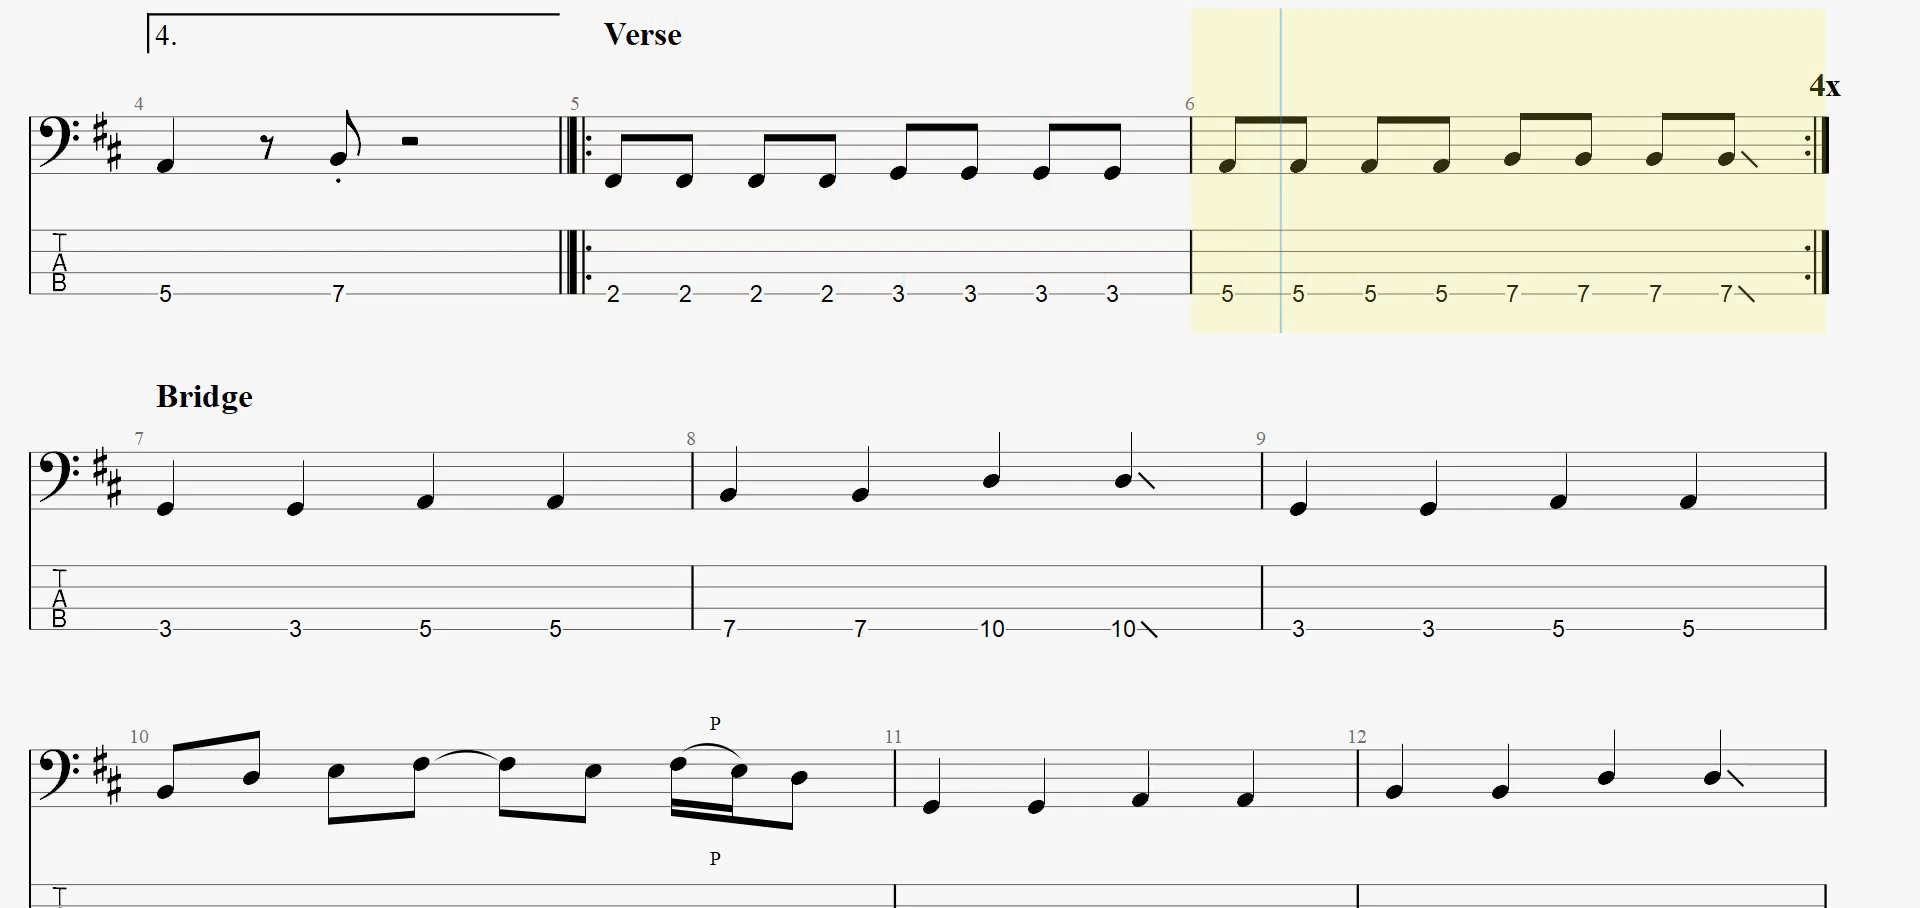 4.
Verse
4x
4 5 6
T
A
B
5 7 2 2 2 2 3 3 3 3 5 5 5 5 7 7 7 7
Bridge
7 8 9
T
A
B
3 3 5 5 7 7 10 10 3 3 5 5
P
10 11 12
P
T